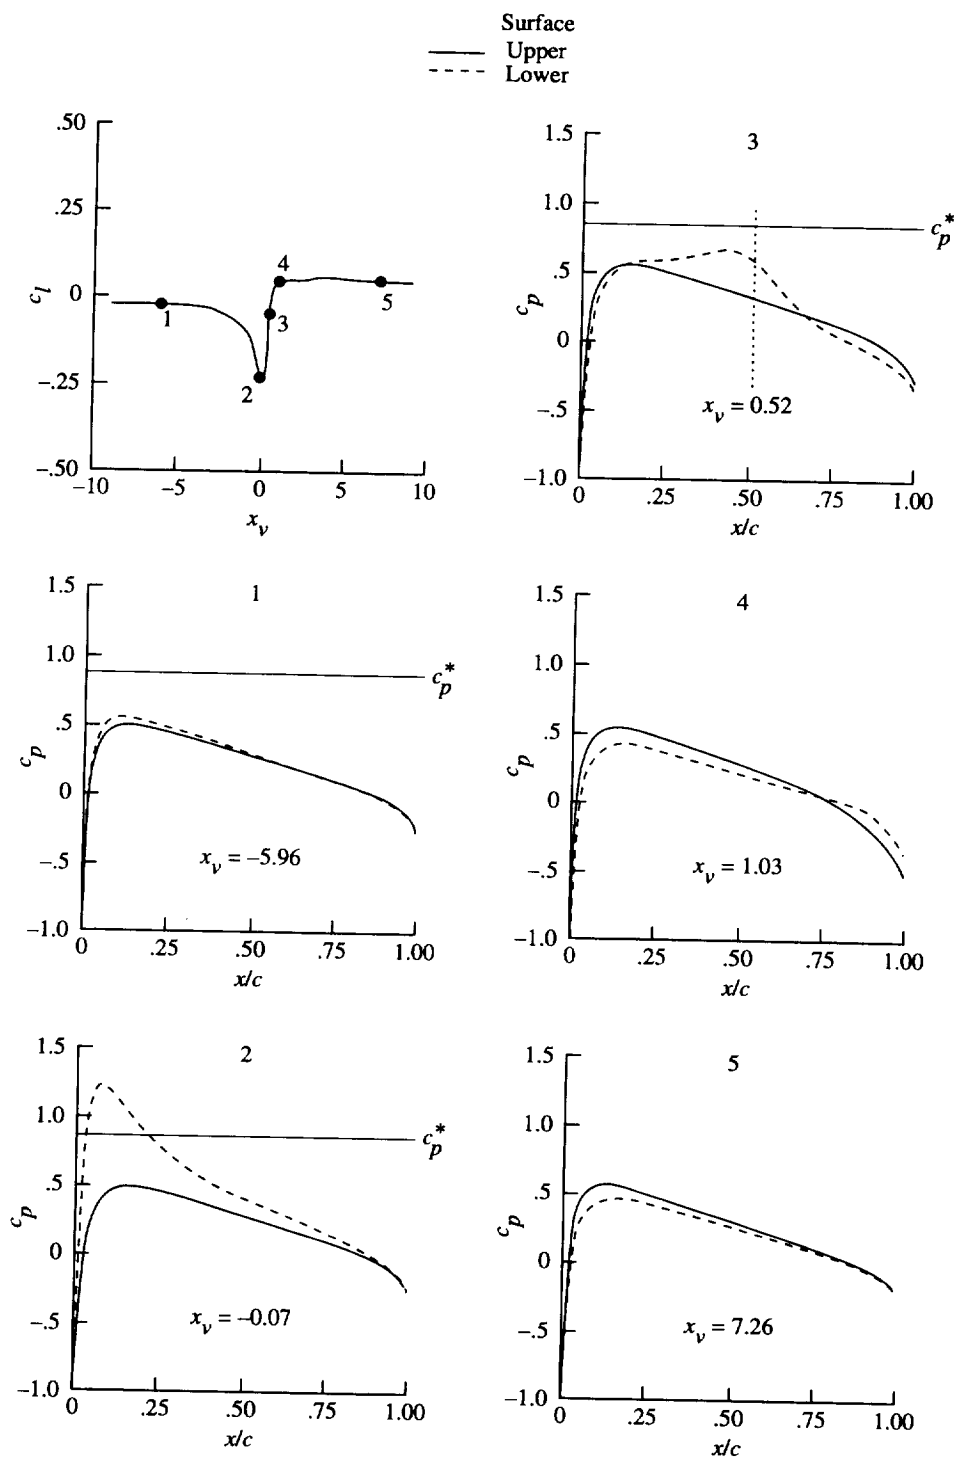 Surface
Upper
Lower
.50
.25
0
−.25
−.50
c_l
−10 −5 0 5 10
x_v
1
2
3
4
5
1.5
1.0
.5
0
−.5
−1.0
c_p
3
c_p*
x_v = 0.52
0 .25 .50 .75 1.00
x/c
1.5
1.0
.5
0
−.5
−1.0
c_p
1
c_p*
x_v = −5.96
0 .25 .50 .75 1.00
x/c
1.5
1.0
.5
0
−.5
−1.0
c_p
4
x_v = 1.03
0 .25 .50 .75 1.00
x/c
1.5
1.0
.5
0
−.5
−1.0
c_p
2
c_p*
x_v = −0.07
0 .25 .50 .75 1.00
x/c
1.5
1.0
.5
0
−.5
−1.0
c_p
5
x_v = 7.26
0 .25 .50 .75 1.00
x/c